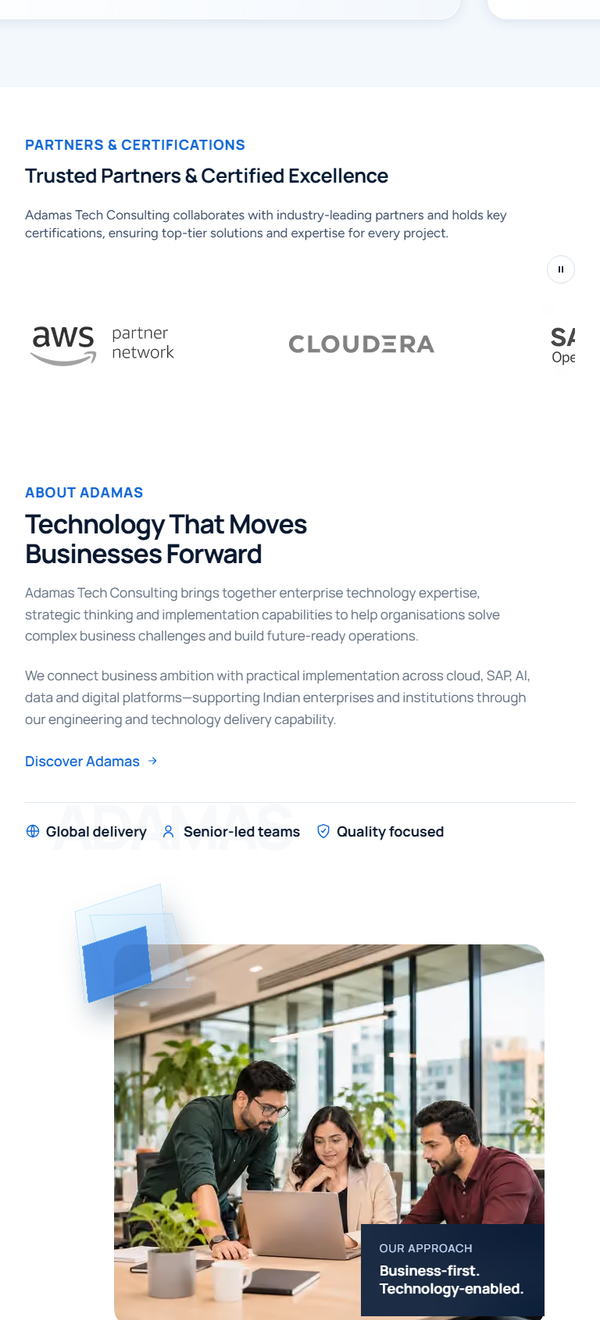 PARTNERS & CERTIFICATIONS
Trusted Partners & Certified Excellence
Adamas Tech Consulting collaborates with industry-leading partners and holds key
certifications, ensuring top-tier solutions and expertise for every project.
aws partner
network
CLOUDERA
SA
Ope
ABOUT ADAMAS
Technology That Moves
Businesses Forward
Adamas Tech Consulting brings together enterprise technology expertise,
strategic thinking and implementation capabilities to help organisations solve
complex business challenges and build future-ready operations.
We connect business ambition with practical implementation across cloud, SAP, AI,
data and digital platforms—supporting Indian enterprises and institutions through
our engineering and technology delivery capability.
Discover Adamas →
ADAMAS
Global delivery Senior-led teams Quality focused
OUR APPROACH
Business-first.
Technology-enabled.